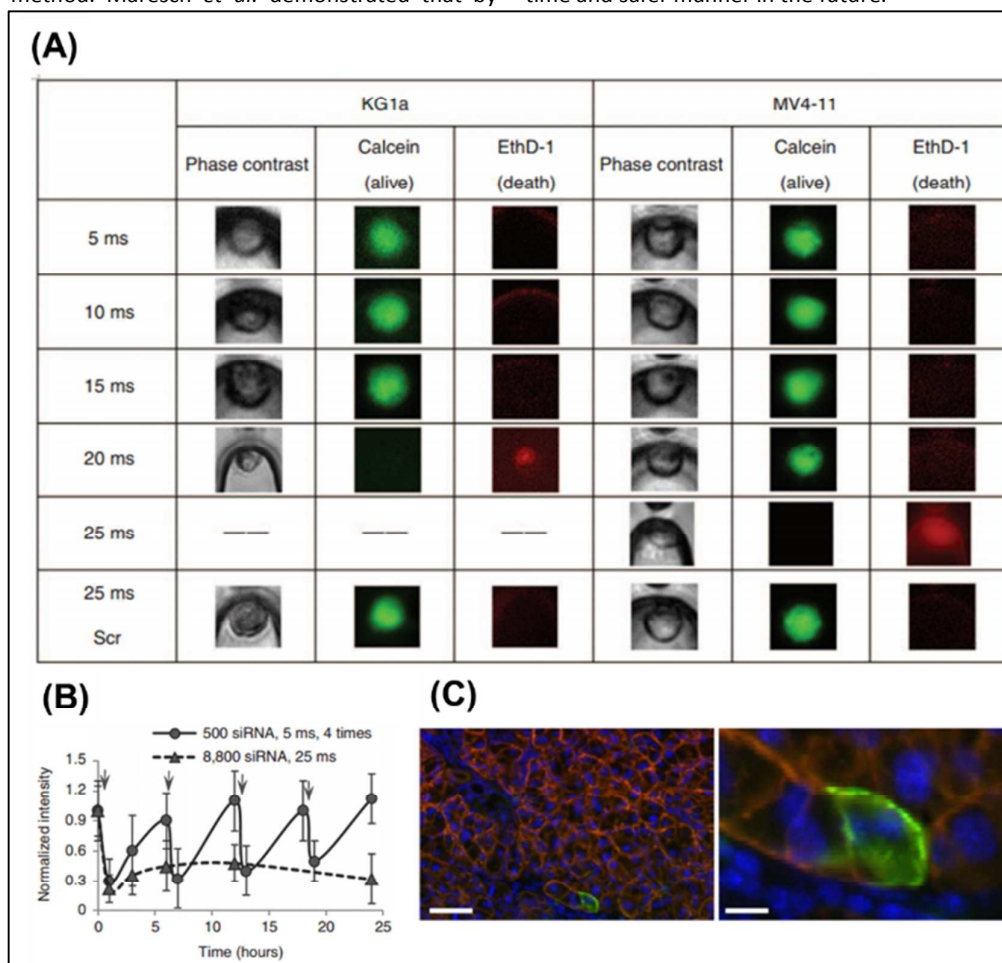 method. Maresch et al. demonstrated that by time and safer manner in the future.
(A)
KG1a MV4-11
Phase contrast Calcein (alive) EthD-1 (death) Phase contrast Calcein (alive) EthD-1 (death)
5 ms
10 ms
15 ms
20 ms
25 ms —— —— ——
25 ms
Scr
(B)
500 siRNA, 5 ms, 4 times
8,800 siRNA, 25 ms
Normalized intensity
1.5
1.2
0.9
0.6
0.3
0
0 5 10 15 20 25
Time (hours)
(C)